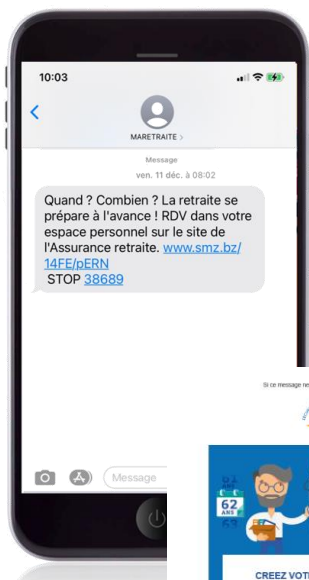 10:03
MARETRAITE >
Message
ven. 11 déc. à 08:02
Quand ? Combien ? La retraite se
prépare à l'avance ! RDV dans votre
espace personnel sur le site de
l'Assurance retraite. www.smz.bz/
14FE/pERN
STOP 38689
Message
Si ce message ne
62
ANS
CREEZ VOT